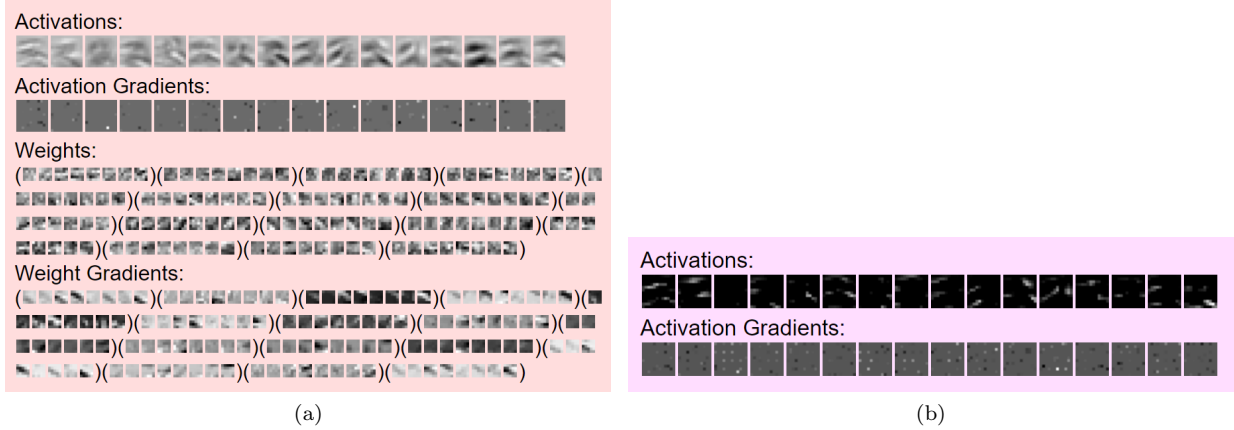 Activations:
Activation Gradients:
Weights:
( )( )( )( )(
)( )( )( )(
)( )( )( )(
)( )( )( )
Weight Gradients:
( )( )( )( )(
)( )( )( )(
)( )( )( )(
)( )( )( )
(a)
Activations:
Activation Gradients:
(b)